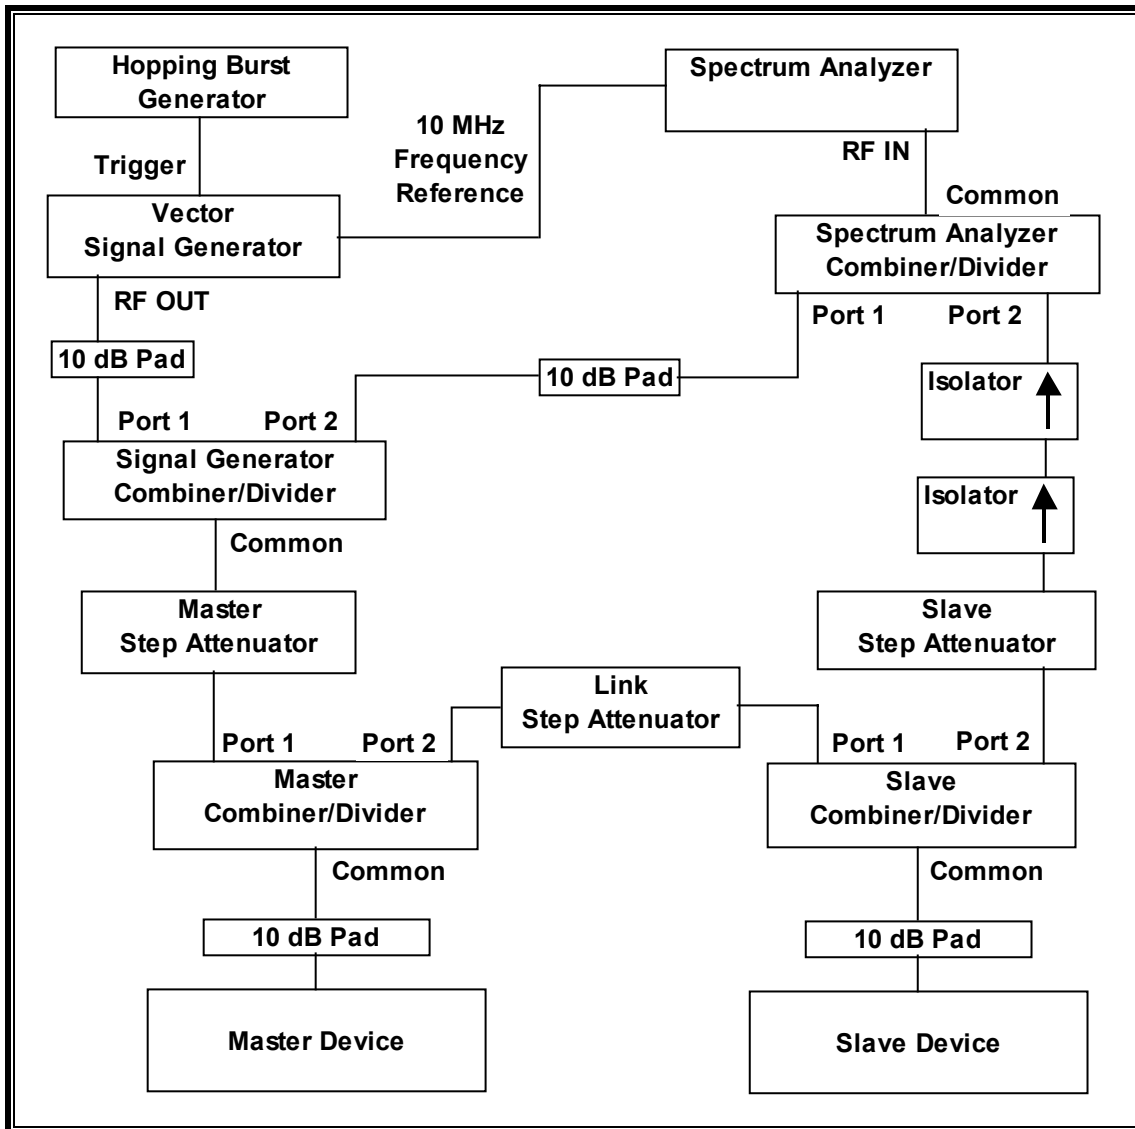 Hopping Burst
Generator
Spectrum Analyzer
10 MHz
Frequency
Reference
RF IN
Trigger
Common
Vector
Signal Generator
Spectrum Analyzer
Combiner/Divider
RF OUT
Port 1
Port 2
10 dB Pad
10 dB Pad
Isolator
Port 1
Port 2
Signal Generator
Combiner/Divider
Isolator
Common
Master
Step Attenuator
Slave
Step Attenuator
Link
Step Attenuator
Port 1
Port 2
Port 1
Port 2
Master
Combiner/Divider
Slave
Combiner/Divider
Common
Common
10 dB Pad
10 dB Pad
Master Device
Slave Device